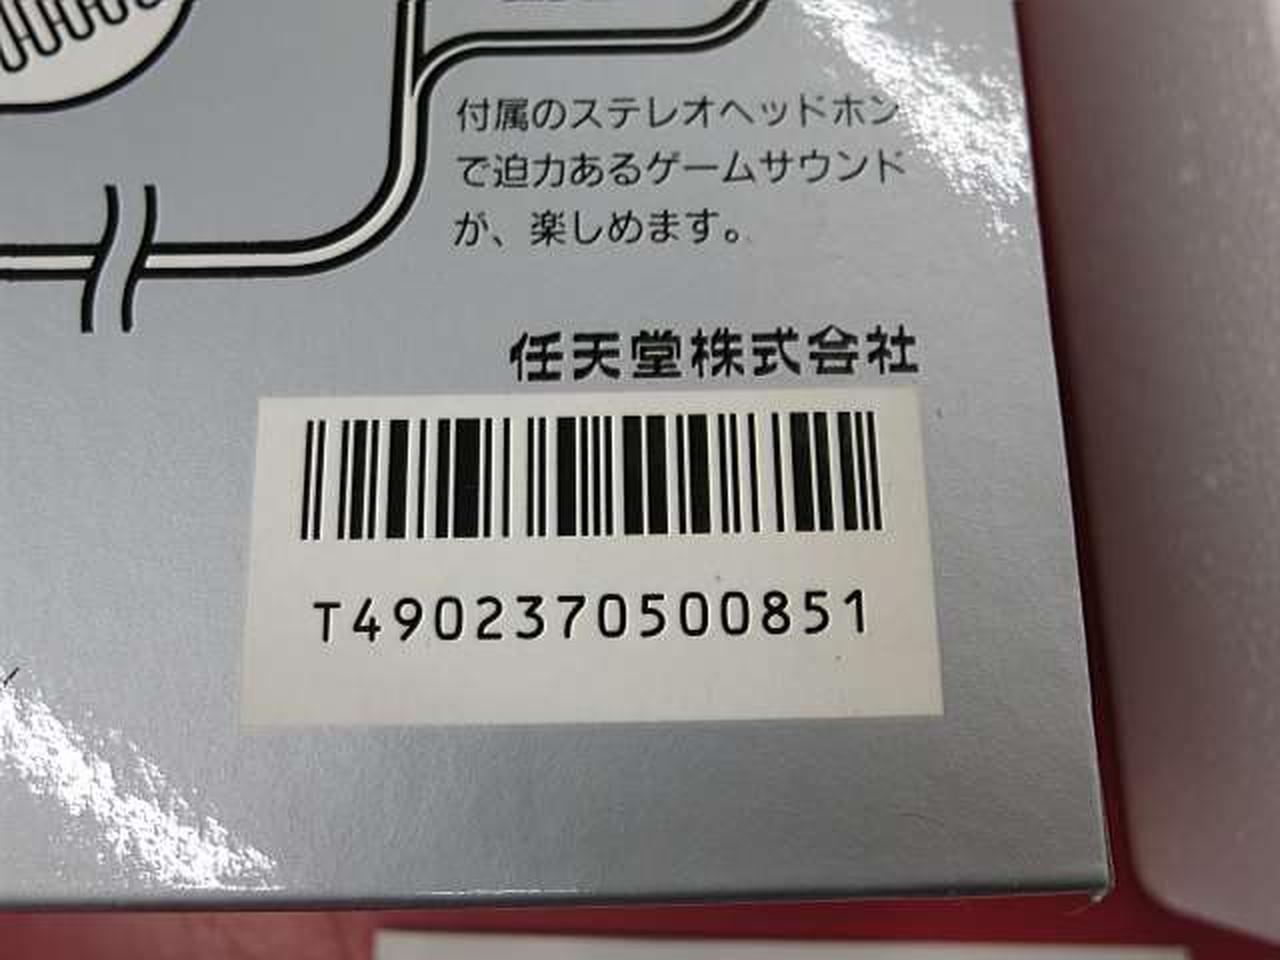 付属のステレオヘッドホン
で迫力あるゲームサウンド
が、楽しめます。
任天堂株式会社
T4902370500851